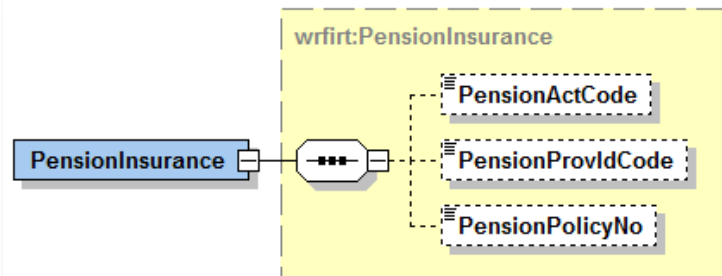 wrfirt:PensionInsurance
PensionActCode
PensionInsurance
PensionProvIdCode
PensionPolicyNo